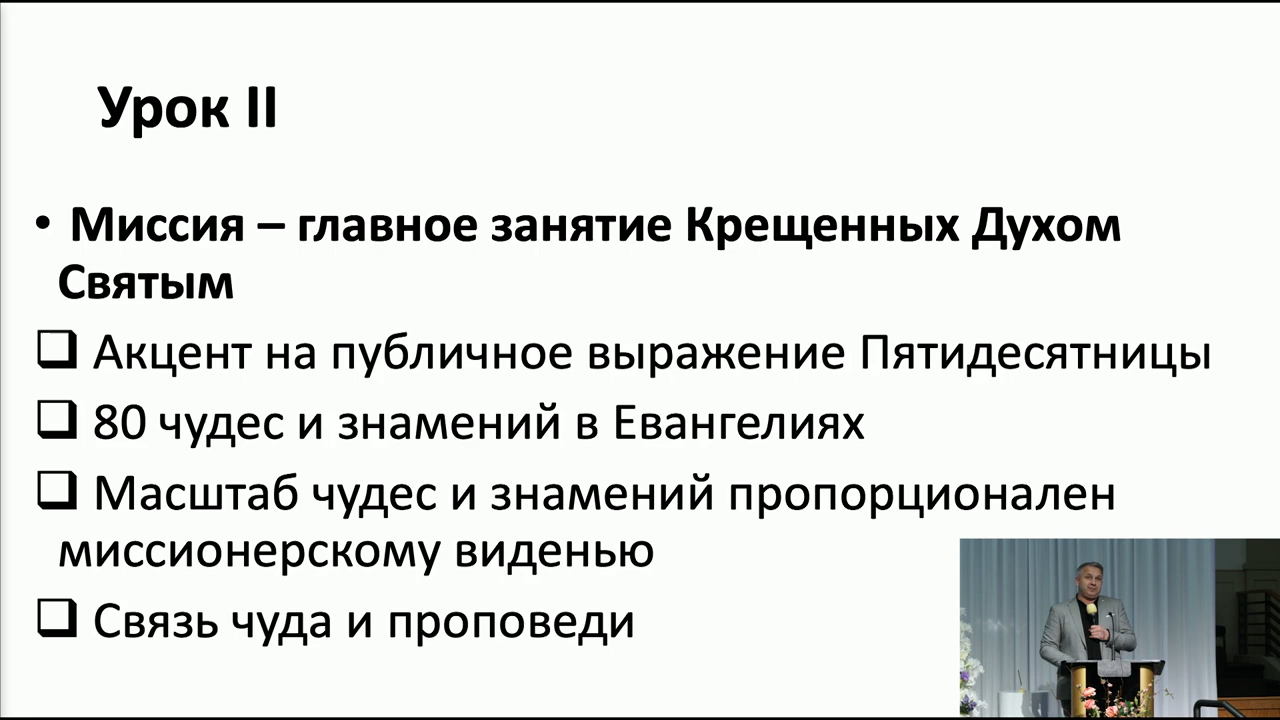 Урок II
• Миссия – главное занятие Крещенных Духом
Святым
❑ Акцент на публичное выражение Пятидесятницы
❑ 80 чудес и знамений в Евангелиях
❑ Масштаб чудес и знамений пропорционален
миссионерскому виденью
❑ Связь чуда и проповеди